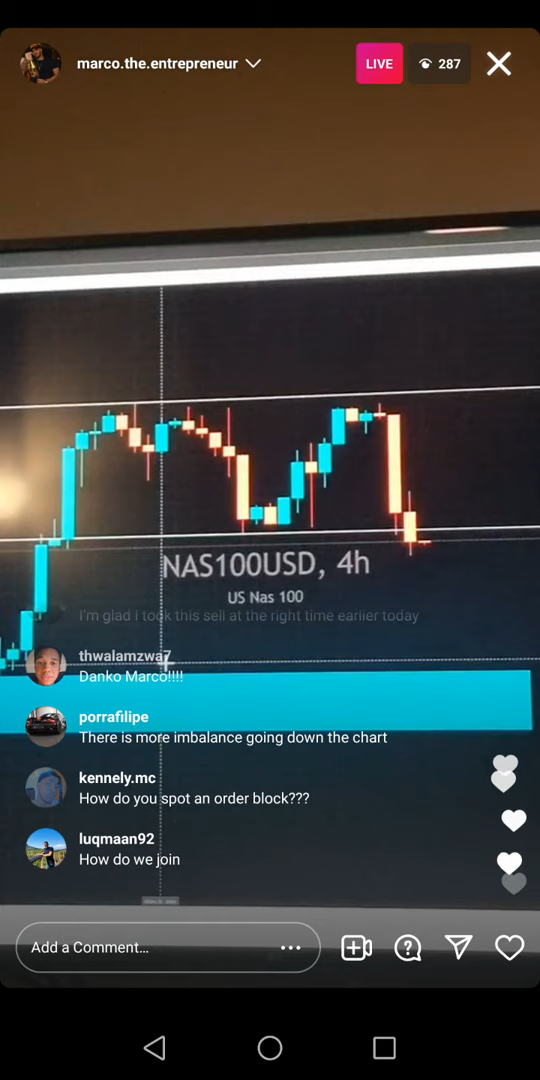 marco.the.entrepreneur
LIVE
287
NAS100USD, 4h
US Nas 100
I'm glad I took this sell at the right time earlier today
thwalamzwa7
Danko Marco!!!!
porrafilipe
There is more imbalance going down the chart
kennely.mc
How do you spot an order block???
luqmaan92
How do we join
Add a Comment...